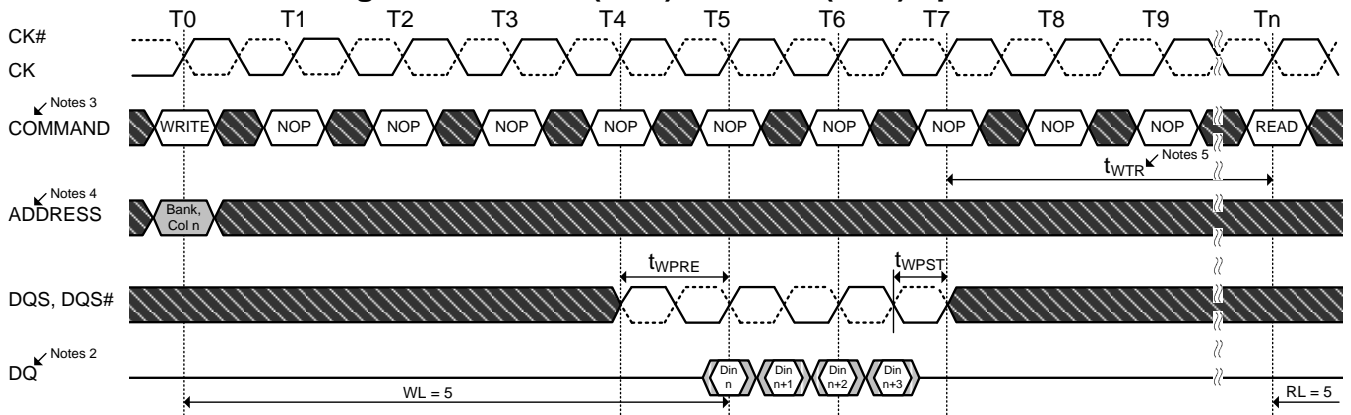 T0 T1 T2 T3 T4 T5 T6 T7 T8 T9 Tn
CK#
CK
Notes 3
COMMAND WRITE NOP NOP NOP NOP NOP NOP NOP NOP NOP READ
tWTR Notes 5
Notes 4
ADDRESS Bank, Col n
tWPRE tWPST
DQS, DQS#
Notes 2
DQ Din n Din n+1 Din n+2 Din n+3
WL = 5 RL = 5